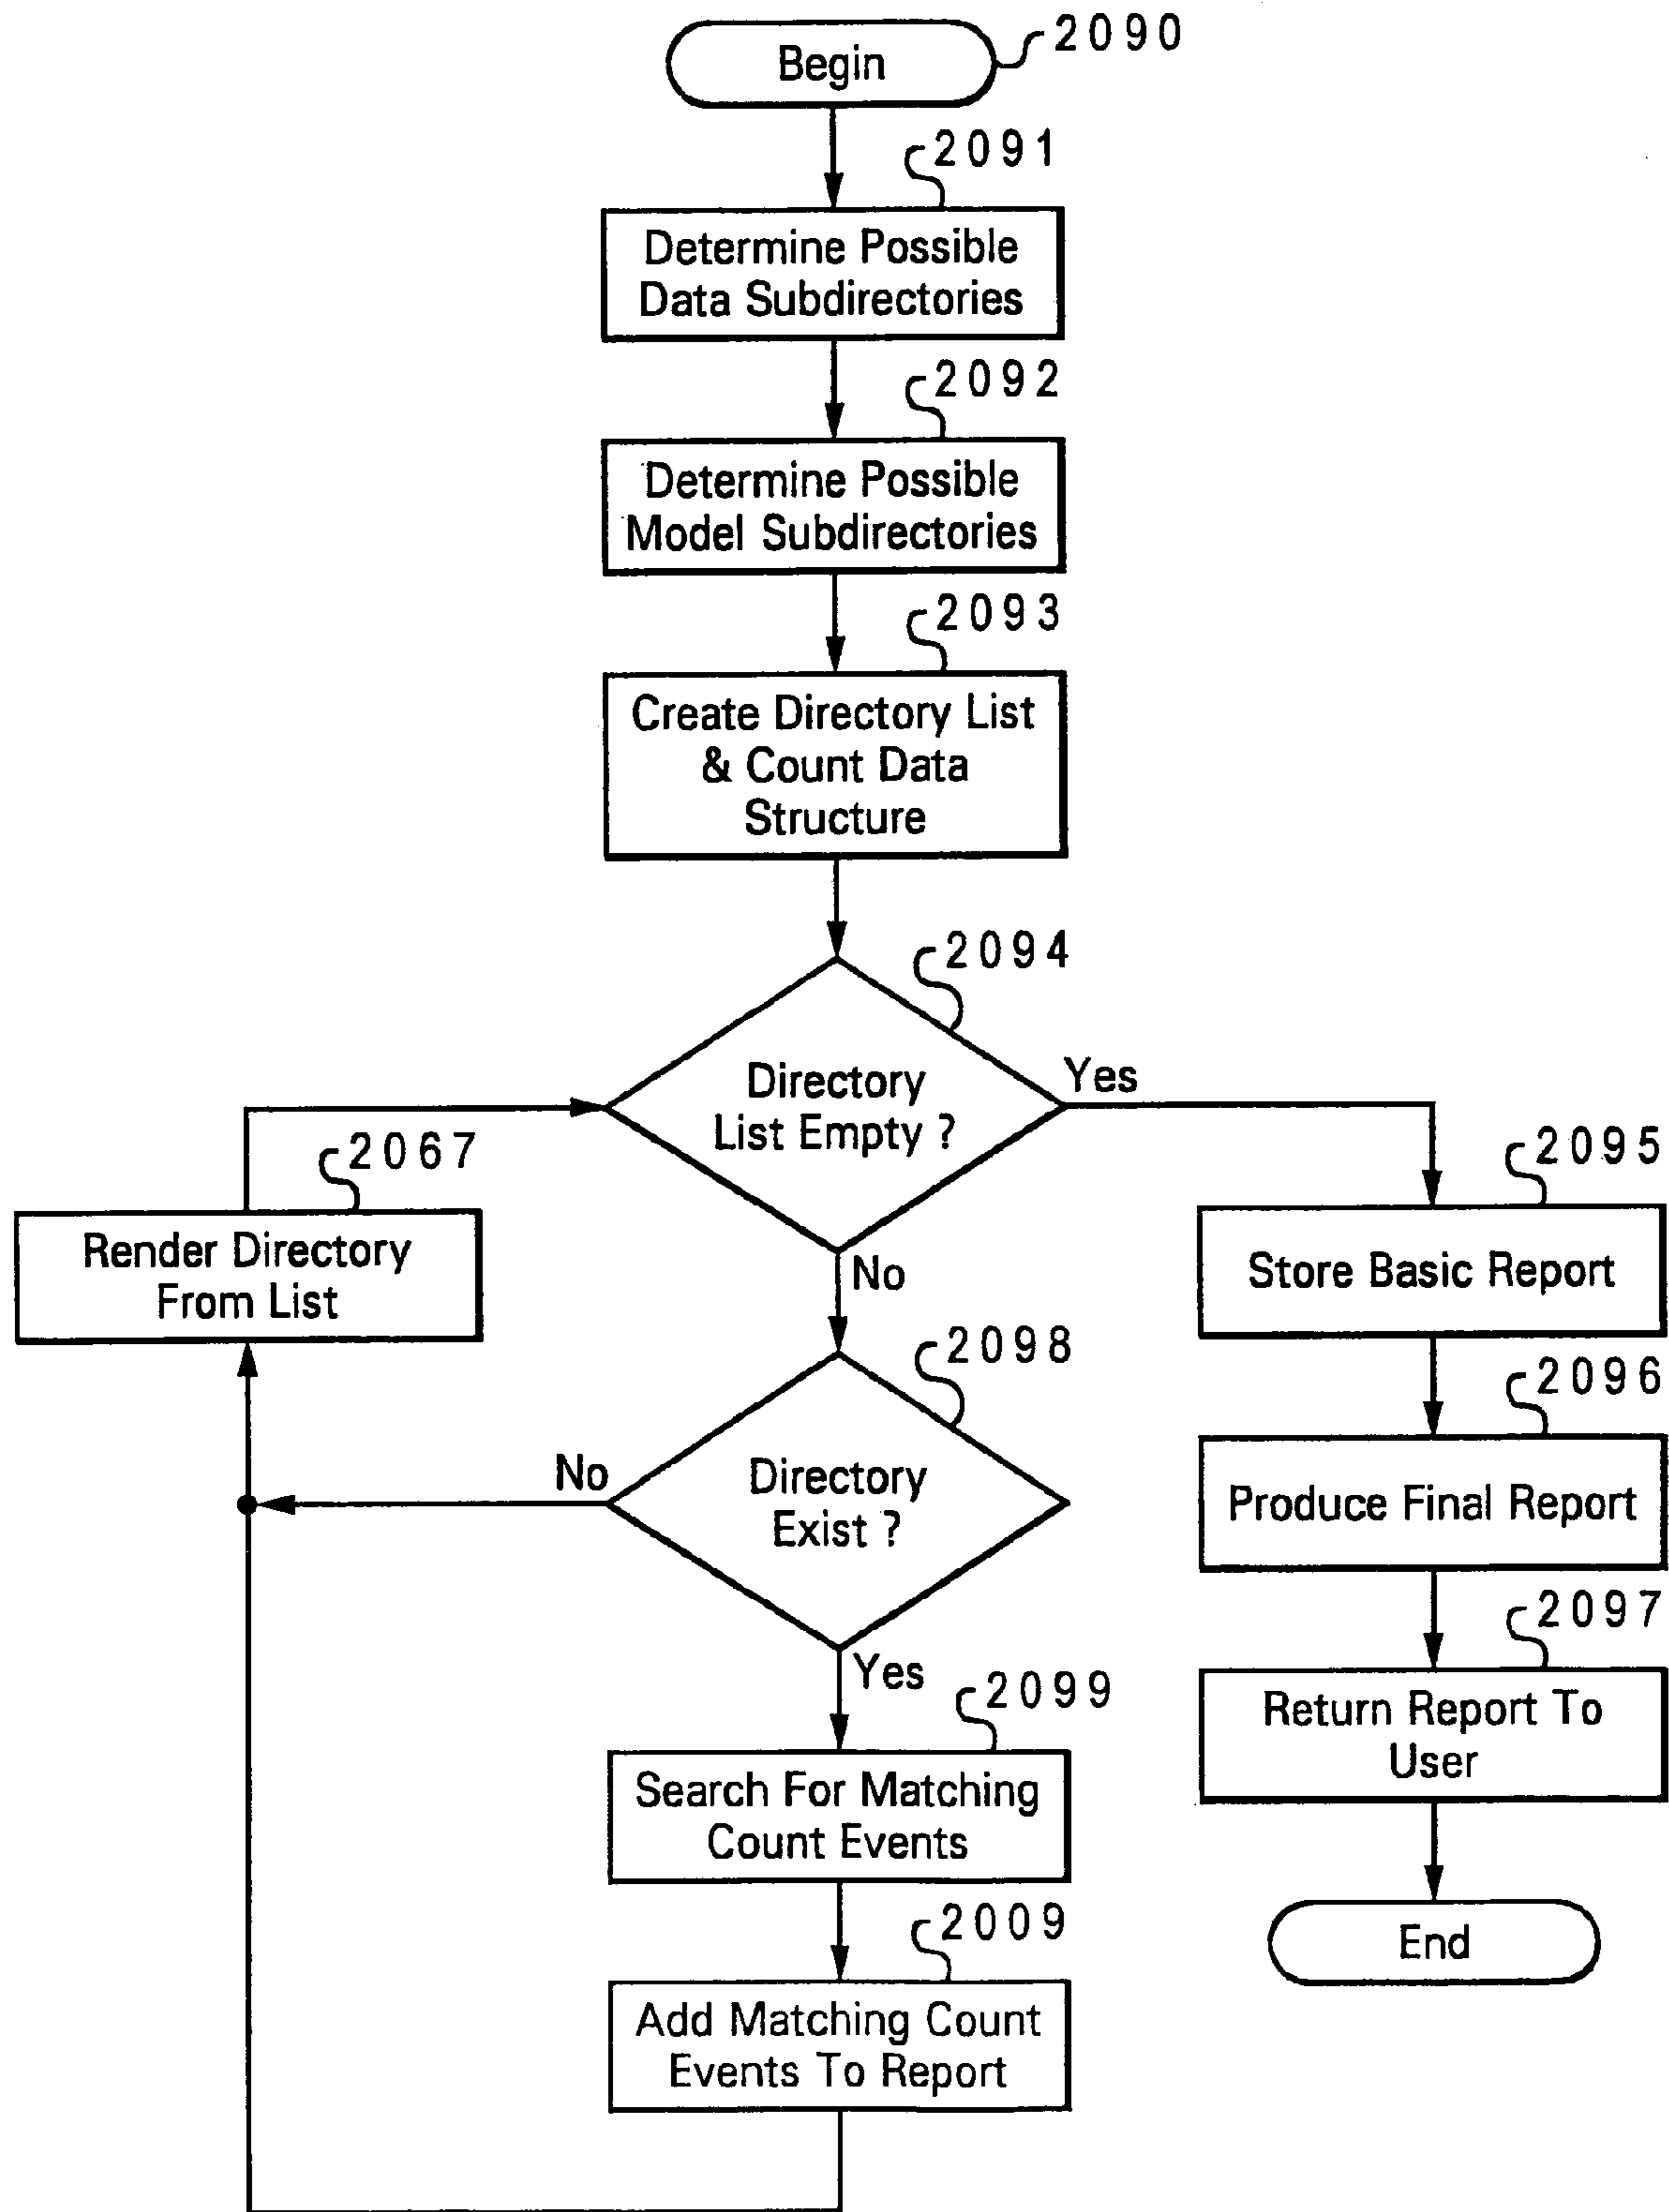 Begin
2090
2091
Determine Possible
Data Subdirectories
2092
Determine Possible
Model Subdirectories
2093
Create Directory List
& Count Data
Structure
2094
Directory
List Empty ?
Yes
No
2067
Render Directory
From List
2095
Store Basic Report
2098
Directory
Exist ?
No
Yes
2096
Produce Final Report
2097
Return Report To
User
2099
Search For Matching
Count Events
2009
Add Matching Count
Events To Report
End